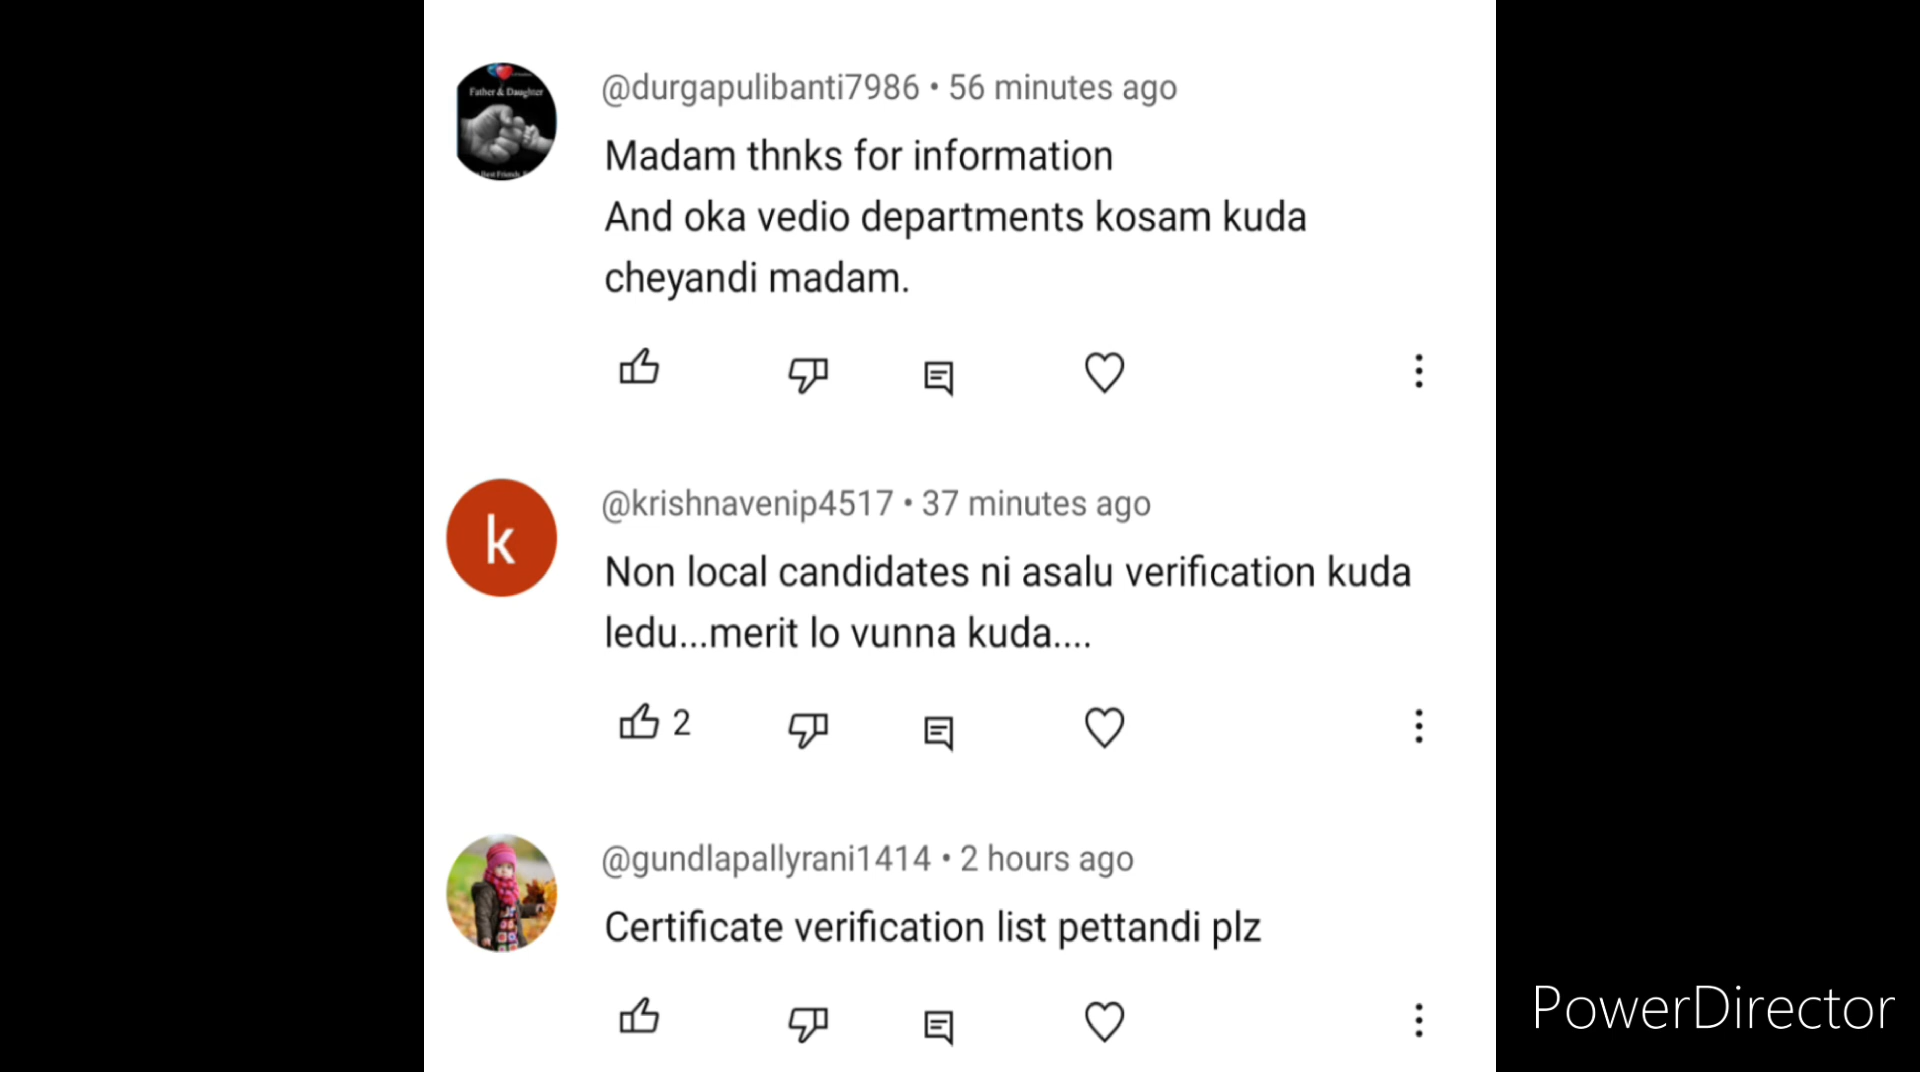 Father & Daughter
@durgapulibanti7986 • 56 minutes ago
Madam thnks for information
And oka vedio departments kosam kuda
cheyandi madam.
k
@krishnavenip4517 • 37 minutes ago
Non local candidates ni asalu verification kuda
ledu...merit lo vunna kuda....
2
@gundlapallyrani1414 • 2 hours ago
Certificate verification list pettandi plz
PowerDirector